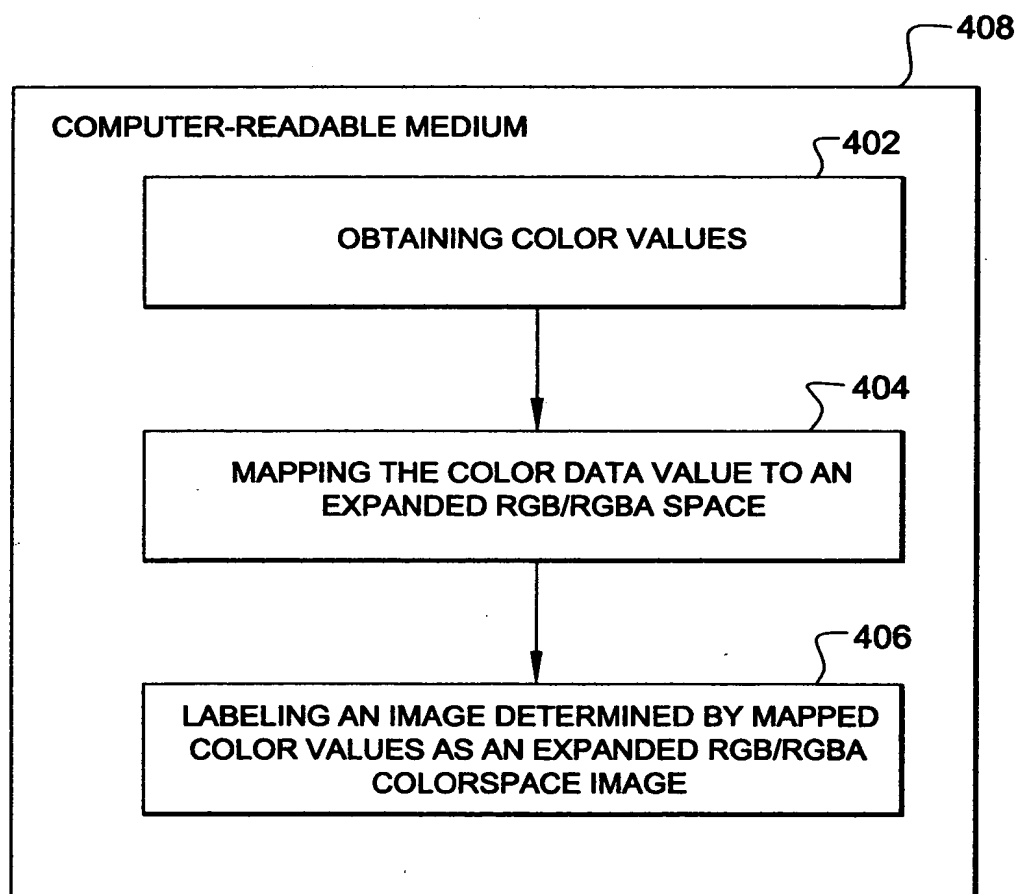 408
COMPUTER-READABLE MEDIUM
402
OBTAINING COLOR VALUES
404
MAPPING THE COLOR DATA VALUE TO AN
EXPANDED RGB/RGBA SPACE
406
LABELING AN IMAGE DETERMINED BY MAPPED
COLOR VALUES AS AN EXPANDED RGB/RGBA
COLORSPACE IMAGE